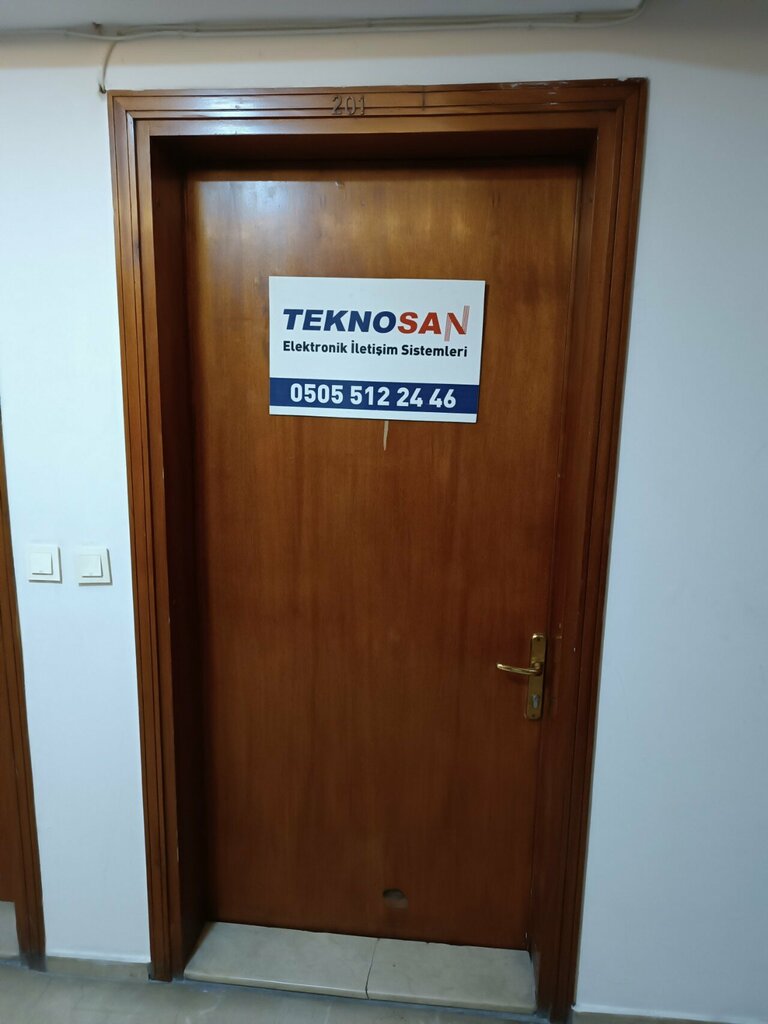 201
TEKNOSAN
Elektronik İletişim Sistemleri
0505 512 24 46